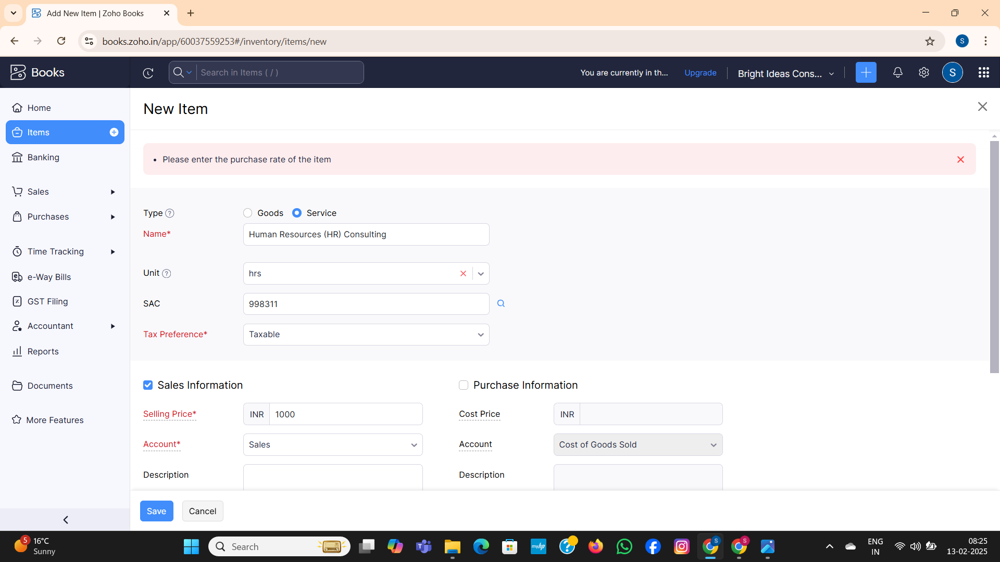 Add New Item | Zoho Books
books.zoho.in/app/60037559253#/inventory/items/new
S
Books
Search in Items ( / )
You are currently in th...
Upgrade
Bright Ideas Cons...
S
Home
Items
Banking
Sales
Purchases
Time Tracking
e-Way Bills
GST Filing
Accountant
Reports
Documents
More Features
New Item
• Please enter the purchase rate of the item
Type ?
Goods
Service
Name*
Human Resources (HR) Consulting
Unit ?
hrs
SAC
998311
Tax Preference*
Taxable
Sales Information
Selling Price*
INR 1000
Account*
Sales
Description
Purchase Information
Cost Price
INR
Account
Cost of Goods Sold
Description
Save
Cancel
5
16°C
Sunny
Search
T
myhp
?
S
S
ENG
IN
08:25
13-02-2025